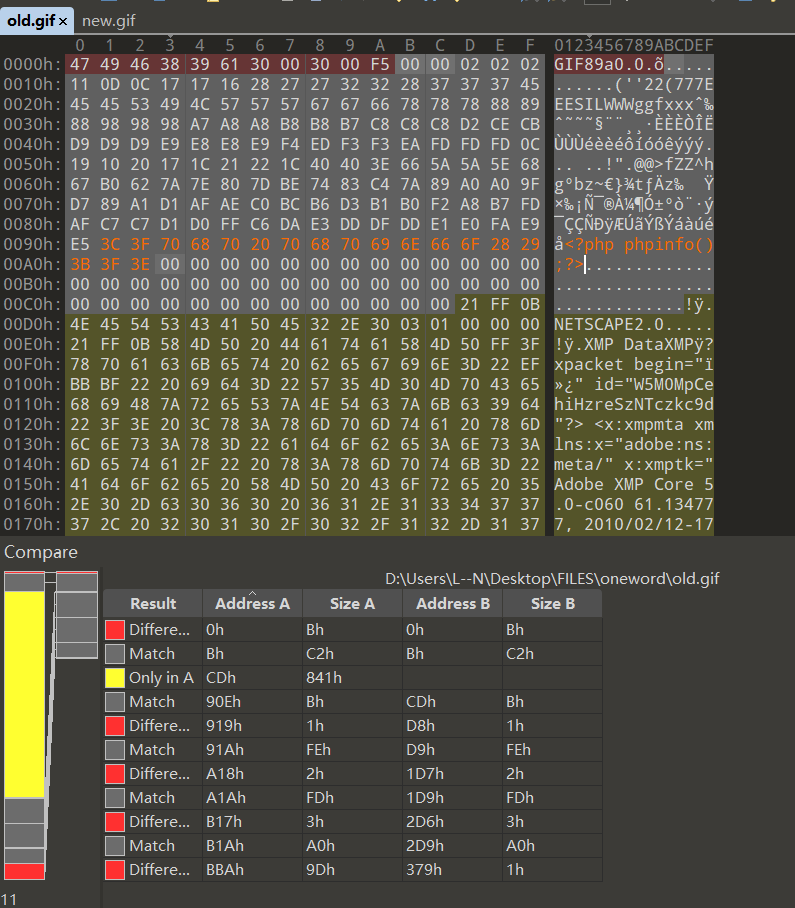 old.gif × new.gif
0 1 2 3 4 5 6 7 8 9 A B C D E F 0123456789ABCDEF
0000h: 47 49 46 38 39 61 30 00 30 00 F5 00 00 02 02 02 GIF89a0.0.õ.....
0010h: 11 0D 0C 17 17 16 28 27 27 32 32 28 37 37 37 45 ......(''22(777E
0020h: 45 45 53 49 4C 57 57 57 67 67 66 78 78 78 88 89 EESILWWWggfxxxˆ‰
0030h: 88 98 98 98 A7 A8 A8 B8 B8 B7 C8 C8 C8 D2 CE CB ˆ˜˜˜§¨¨¸¸·ÈÈÈÒÎË
0040h: D9 D9 D9 E9 E8 E8 E9 F4 ED F3 F3 EA FD FD FD 0C ÙÙÙéèèéôíóóêýýý.
0050h: 19 10 20 17 1C 21 22 1C 40 40 3E 66 5A 5A 5E 68 .. ..!".@@>fZZ^h
0060h: 67 B0 62 7A 7E 80 7D BE 74 83 C4 7A 89 A0 A0 9F g°bz~€}¾tƒÄz‰  Ÿ
0070h: D7 89 A1 D1 AF AE C0 BC B6 D3 B1 B0 F2 A8 B7 FD ×‰¡Ñ¯®À¼¶Ó±°ò¨·ý
0080h: AF C7 C7 D1 D0 FF C6 DA E3 DD DF DD E1 E0 FA E9 ¯ÇÇÑÐÿÆÚãÝßÝáàúé
0090h: E5 3C 3F 70 68 70 20 70 68 70 69 6E 66 6F 28 29 å<?php phpinfo()
00A0h: 3B 3F 3E 00 00 00 00 00 00 00 00 00 00 00 00 00 ;?>.............
00B0h: 00 00 00 00 00 00 00 00 00 00 00 00 00 00 00 00 ................
00C0h: 00 00 00 00 00 00 00 00 00 00 00 00 00 21 FF 0B .............!ÿ.
00D0h: 4E 45 54 53 43 41 50 45 32 2E 30 03 01 00 00 00 NETSCAPE2.0.....
00E0h: 21 FF 0B 58 4D 50 20 44 61 74 61 58 4D 50 FF 3F !ÿ.XMP DataXMPÿ?
00F0h: 78 70 61 63 6B 65 74 20 62 65 67 69 6E 3D 22 EF xpacket begin="ï
0100h: BB BF 22 20 69 64 3D 22 57 35 4D 30 4D 70 43 65 »¿" id="W5M0MpCe
0110h: 68 69 48 7A 72 65 53 7A 4E 54 63 7A 6B 63 39 64 hiHzreSzNTczkc9d
0120h: 22 3F 3E 20 3C 78 3A 78 6D 70 6D 74 61 20 78 6D "?> <x:xmpmta xm
0130h: 6C 6E 73 3A 78 3D 22 61 64 6F 62 65 3A 6E 73 3A lns:x="adobe:ns:
0140h: 6D 65 74 61 2F 22 20 78 3A 78 6D 70 74 6B 3D 22 meta/" x:xmptk="
0150h: 41 64 6F 62 65 20 58 4D 50 20 43 6F 72 65 20 35 Adobe XMP Core 5
0160h: 2E 30 2D 63 30 36 30 20 36 31 2E 31 33 34 37 37 .0-c060 61.13477
0170h: 37 2C 20 32 30 31 30 2F 30 32 2F 31 32 2D 31 37 7, 2010/02/12-17
Compare
D:\Users\L--N\Desktop\FILES\oneword\old.gif
Result Address A Size A Address B Size B
Differe... 0h Bh 0h Bh
Match Bh C2h Bh C2h
Only in A CDh 841h
Match 90Eh Bh CDh Bh
Differe... 919h 1h D8h 1h
Match 91Ah FEh D9h FEh
Differe... A18h 2h 1D7h 2h
Match A1Ah FDh 1D9h FDh
Differe... B17h 3h 2D6h 3h
Match B1Ah A0h 2D9h A0h
Differe... BBAh 9Dh 379h 1h
11